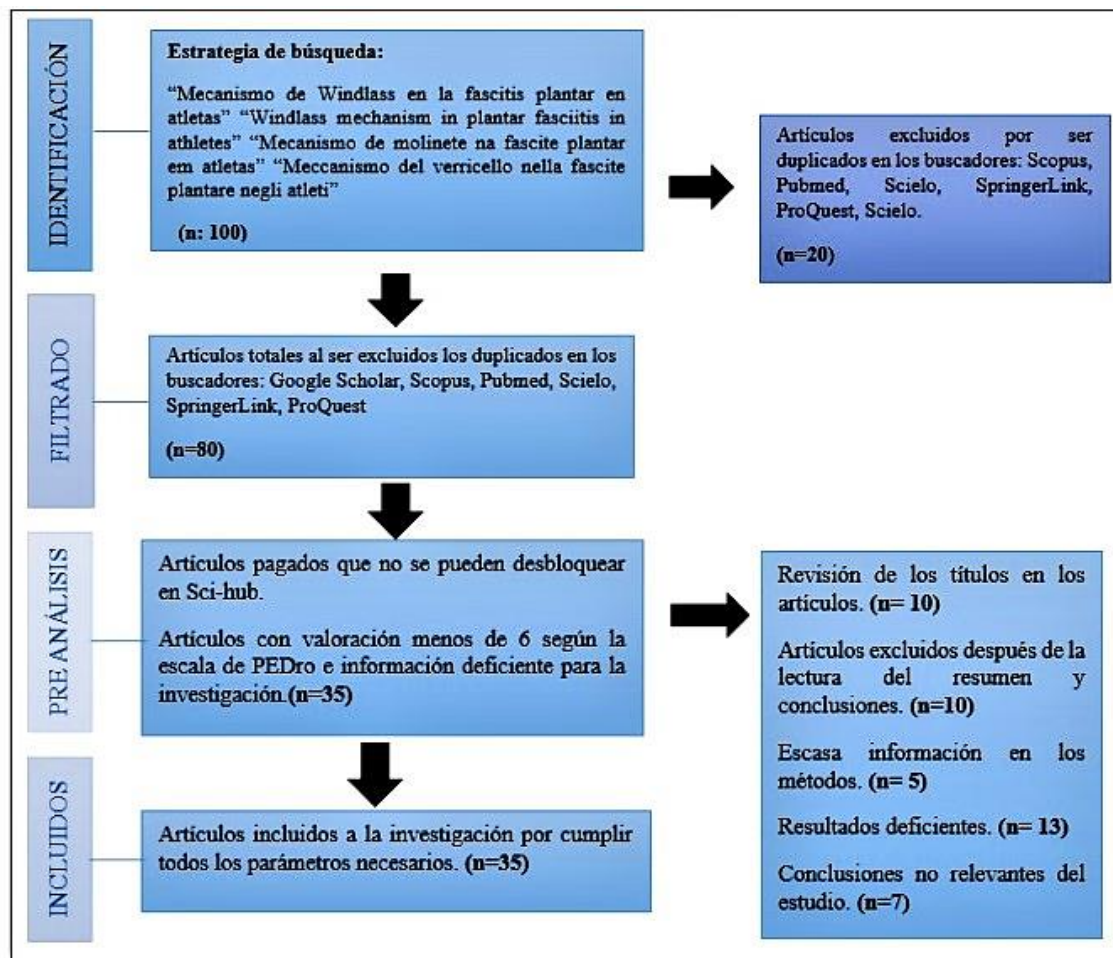 IDENTIFICACIÓN
Estrategia de búsqueda:
“Mecanismo de Windlass en la fascitis plantar en
atletas” “Windlass mechanism in plantar fasciitis in
athletes” “Mecanismo de molinete na fascite plantar
em atletas” “Meccanismo del verricello nella fascite
plantare negli atleti”
(n: 100)
Artículos excluidos por ser
duplicados en los buscadores: Scopus,
Pubmed, Scielo, SpringerLink,
ProQuest, Scielo.
(n=20)
FILTRADO
Artículos totales al ser excluidos los duplicados en los
buscadores: Google Scholar, Scopus, Pubmed, Scielo,
SpringerLink, ProQuest
(n=80)
PRE ANÁLISIS
Artículos pagados que no se pueden desbloquear
en Sci-hub.
Artículos con valoración menos de 6 según la
escala de PEDro e información deficiente para la
investigación.(n=35)
Revisión de los títulos en los
artículos. (n= 10)
Artículos excluidos después de la
lectura del resumen y
conclusiones. (n=10)
Escasa información en los
métodos. (n= 5)
Resultados deficientes. (n= 13)
Conclusiones no relevantes del
estudio. (n=7)
INCLUIDOS
Artículos incluidos a la investigación por cumplir
todos los parámetros necesarios. (n=35)